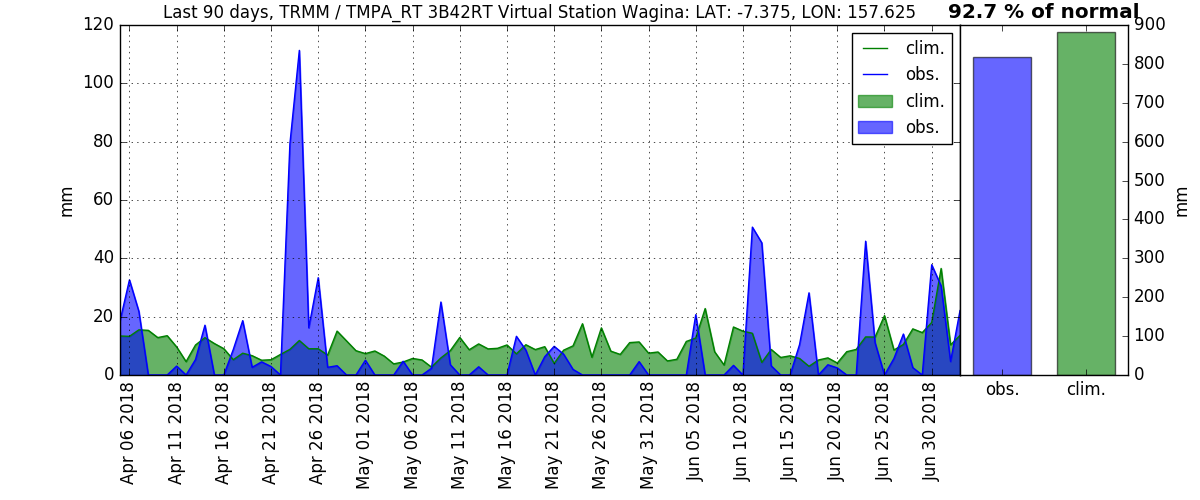 Last 90 days, TRMM / TMPA_RT 3B42RT Virtual Station Wagina: LAT: -7.375, LON: 157.625
92.7 % of normal
120
100
80
60
40
20
0
mm
clim.
obs.
clim.
obs.
Apr 06 2018
Apr 11 2018
Apr 16 2018
Apr 21 2018
Apr 26 2018
May 01 2018
May 06 2018
May 11 2018
May 16 2018
May 21 2018
May 26 2018
May 31 2018
Jun 05 2018
Jun 10 2018
Jun 15 2018
Jun 20 2018
Jun 25 2018
Jun 30 2018
900
800
700
600
500
400
300
200
100
0
mm
obs.
clim.